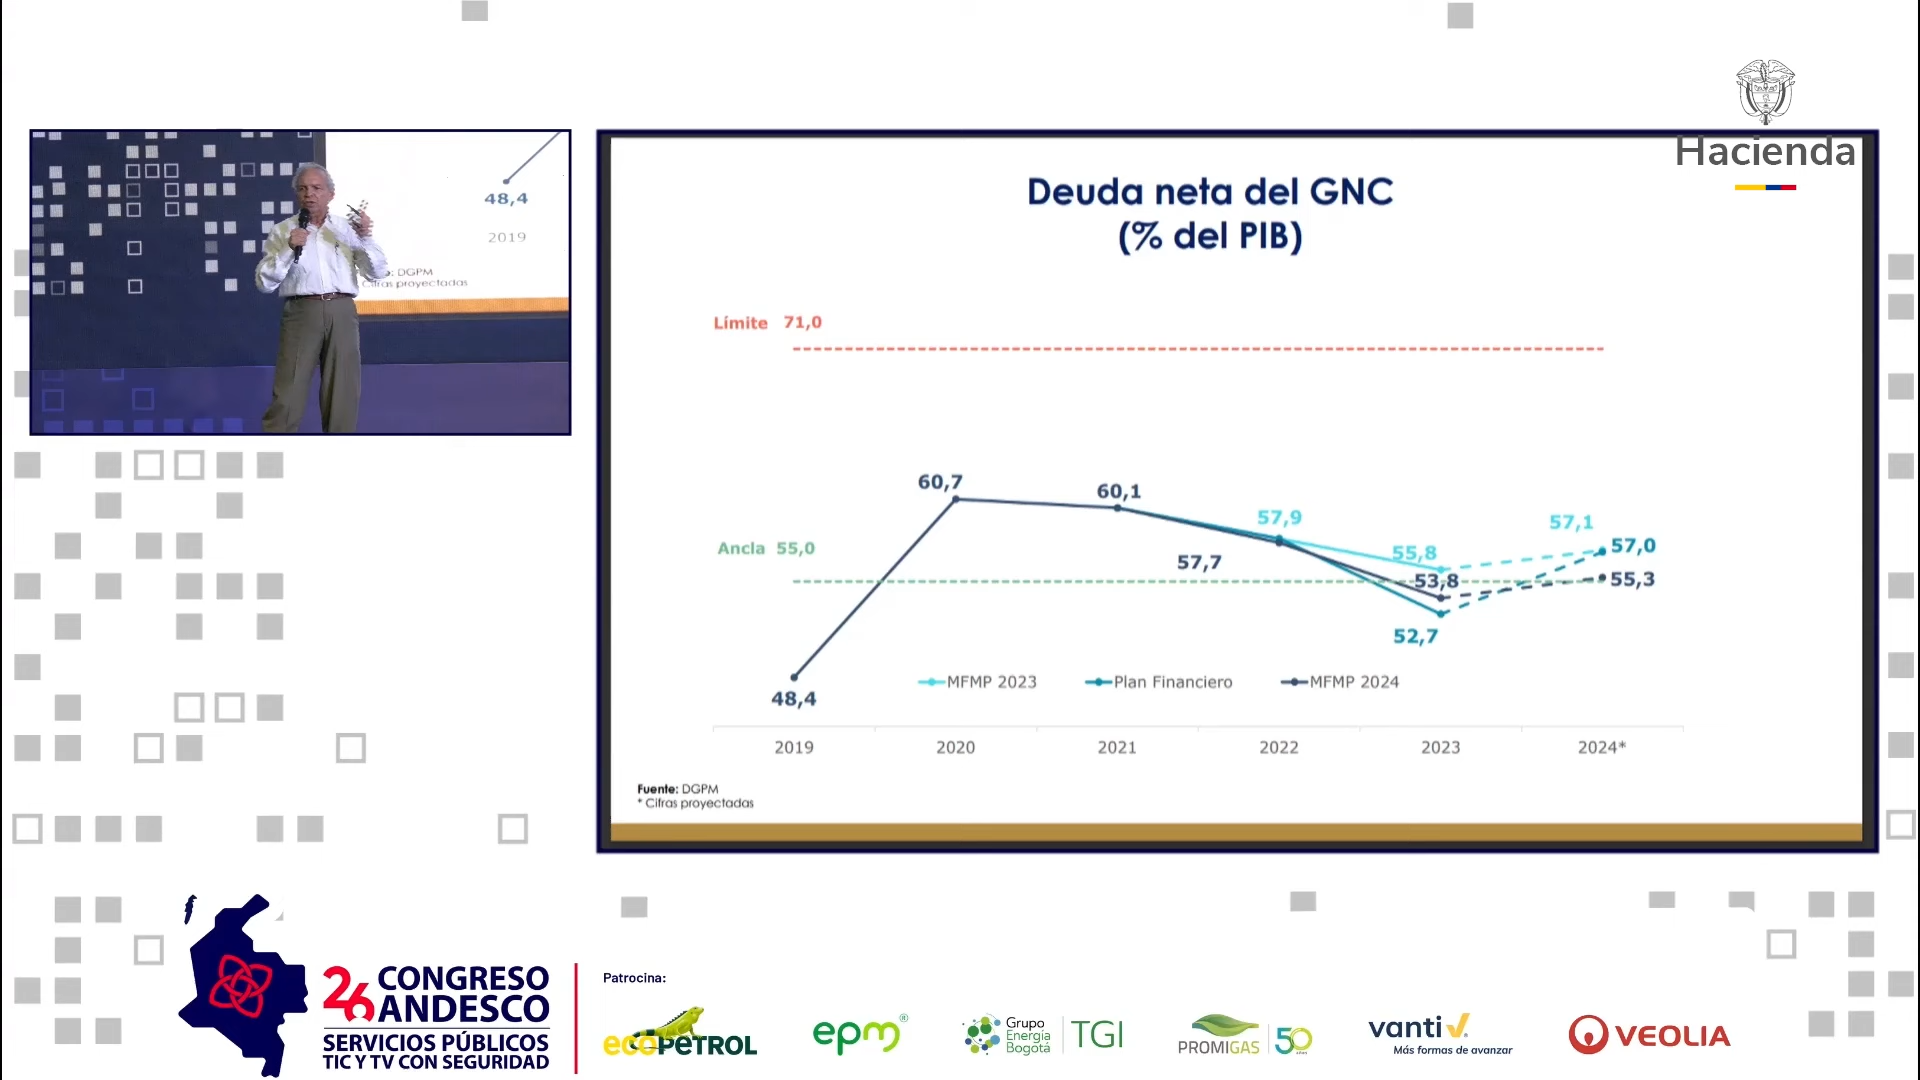 Hacienda
48,4
2019
DGPM
Cifras proyectadas
Deuda neta del GNC
(% del PIB)
Límite 71,0
60,7
60,1
57,9
57,1
57,0
Ancla 55,0
57,7
55,8
53,8
55,3
52,7
48,4
MFMP 2023
Plan Financiero
MFMP 2024
2019
2020
2021
2022
2023
2024*
Fuente: DGPM
* Cifras proyectadas
26 CONGRESO
ANDESCO
SERVICIOS PÚBLICOS
TIC Y TV CON SEGURIDAD
Patrocina:
ecoPETROL
epm®
Grupo
Energía
Bogotá
TGI
PROMIGAS
50
vanti
Más formas de avanzar
VEOLIA